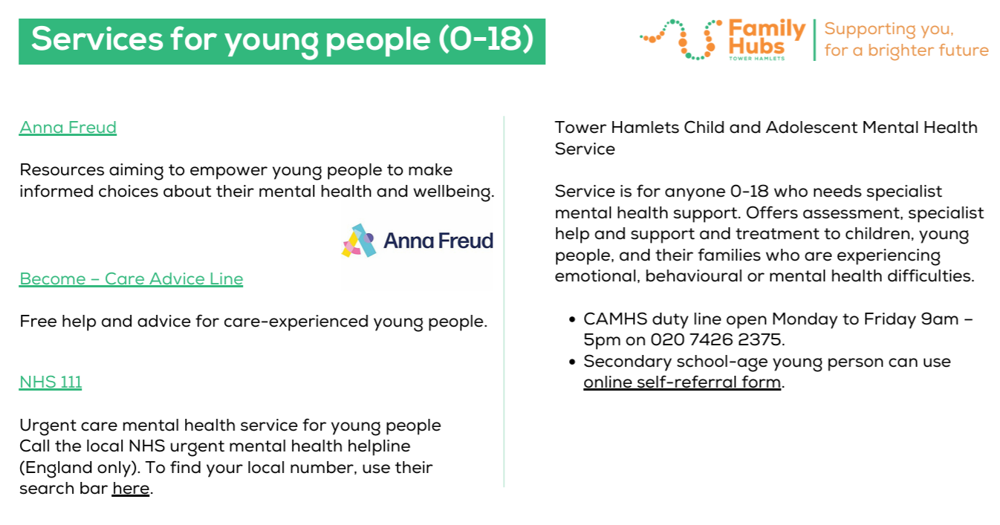 Services for young people (0-18)
Family
Hubs
TOWER HAMLETS
Supporting you,
for a brighter future
Anna Freud
Resources aiming to empower young people to make
informed choices about their mental health and wellbeing.
Anna Freud
Become – Care Advice Line
Free help and advice for care-experienced young people.
NHS 111
Urgent care mental health service for young people
Call the local NHS urgent mental health helpline
(England only). To find your local number, use their
search bar here.
Tower Hamlets Child and Adolescent Mental Health
Service
Service is for anyone 0-18 who needs specialist
mental health support. Offers assessment, specialist
help and support and treatment to children, young
people, and their families who are experiencing
emotional, behavioural or mental health difficulties.
• CAMHS duty line open Monday to Friday 9am –
5pm on 020 7426 2375.
• Secondary school-age young person can use
online self-referral form.